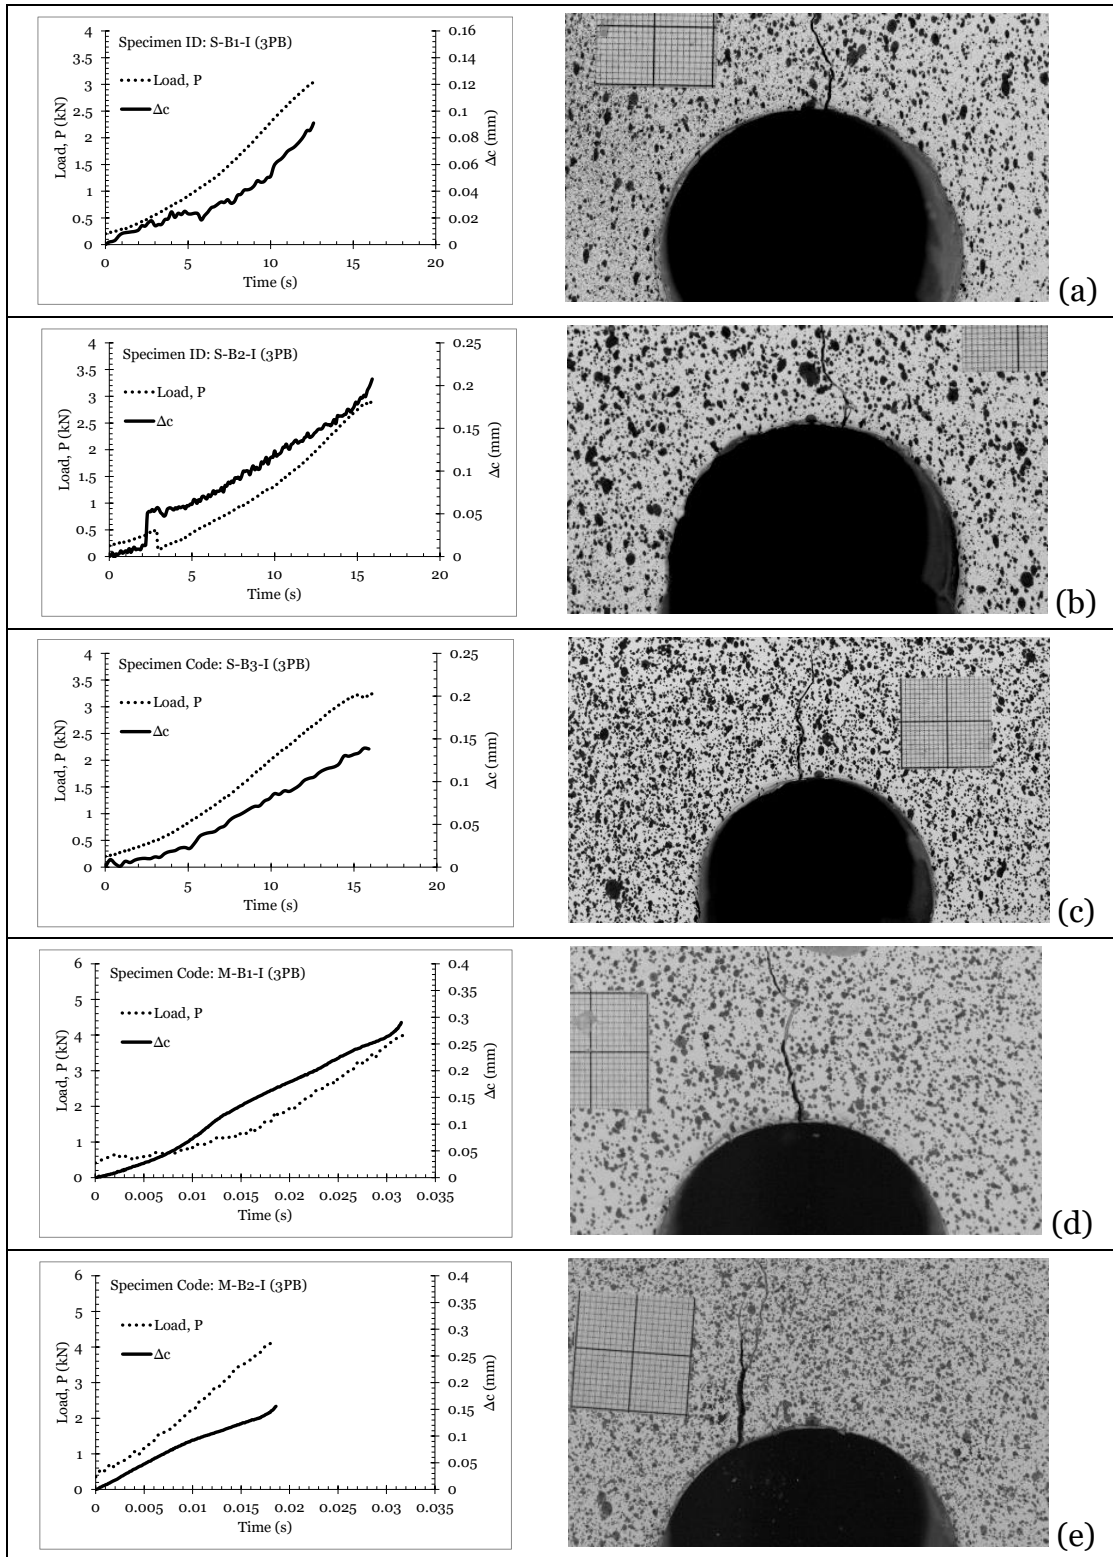 Specimen ID: S-B1-I (3PB)
Load, P
Δc
Load, P (kN)
4
3.5
3
2.5
2
1.5
1
0.5
0
0.16
0.14
0.12
0.1
0.08
0.06
0.04
0.02
0
Δc (mm)
0 5 10 15 20
Time (s)
(a)
Specimen ID: S-B2-I (3PB)
Load, P
Δc
Load, P (kN)
4
3.5
3
2.5
2
1.5
1
0.5
0
0.25
0.2
0.15
0.1
0.05
0
Δc (mm)
0 5 10 15 20
Time (s)
(b)
Specimen Code: S-B3-I (3PB)
Load, P
Δc
Load, P (kN)
4
3.5
3
2.5
2
1.5
1
0.5
0
0.25
0.2
0.15
0.1
0.05
0
Δc (mm)
0 5 10 15 20
Time (s)
(c)
Specimen Code: M-B1-I (3PB)
Load, P
Δc
Load, P (kN)
6
5
4
3
2
1
0
0.4
0.35
0.3
0.25
0.2
0.15
0.1
0.05
0
Δc (mm)
0 0.005 0.01 0.015 0.02 0.025 0.03 0.035
Time (s)
(d)
Specimen Code: M-B2-I (3PB)
Load, P
Δc
Load, P (kN)
6
5
4
3
2
1
0
0.4
0.35
0.3
0.25
0.2
0.15
0.1
0.05
0
Δc (mm)
0 0.005 0.01 0.015 0.02 0.025 0.03 0.035
Time (s)
(e)